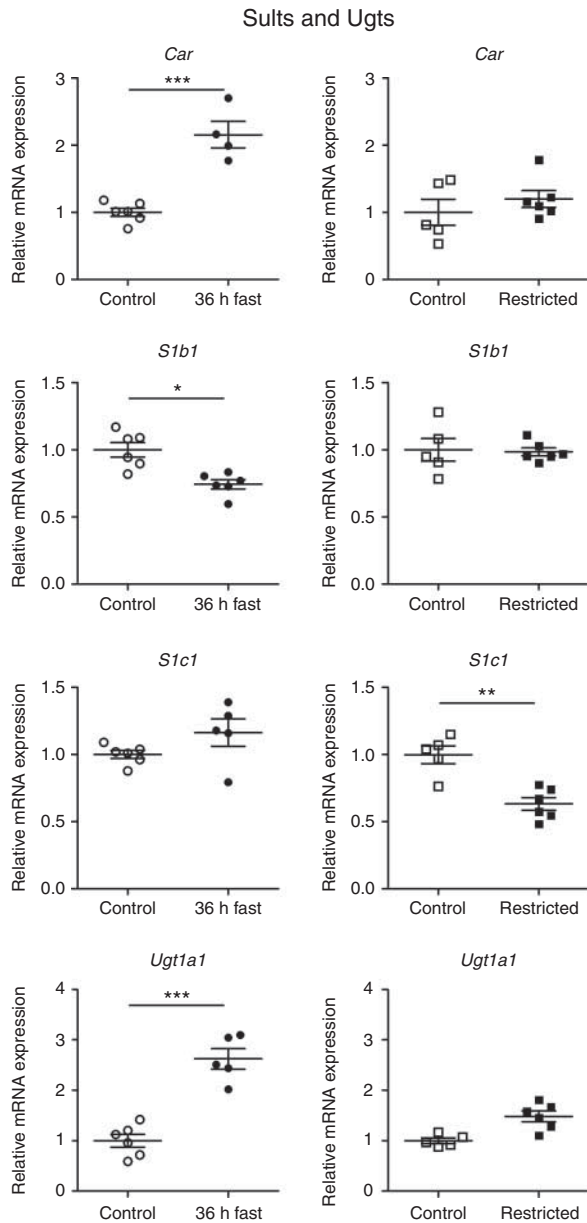 Sults and Ugts
Car
Relative mRNA expression
3
2
1
0
***
Control 36 h fast
Car
Relative mRNA expression
3
2
1
0
Control Restricted
S1b1
Relative mRNA expression
1.5
1.0
0.5
0.0
*
Control 36 h fast
S1b1
Relative mRNA expression
1.5
1.0
0.5
0.0
Control Restricted
S1c1
Relative mRNA expression
1.5
1.0
0.5
0.0
Control 36 h fast
S1c1
Relative mRNA expression
1.5
1.0
0.5
0.0
**
Control Restricted
Ugt1a1
Relative mRNA expression
4
3
2
1
0
***
Control 36 h fast
Ugt1a1
Relative mRNA expression
4
3
2
1
0
Control Restricted